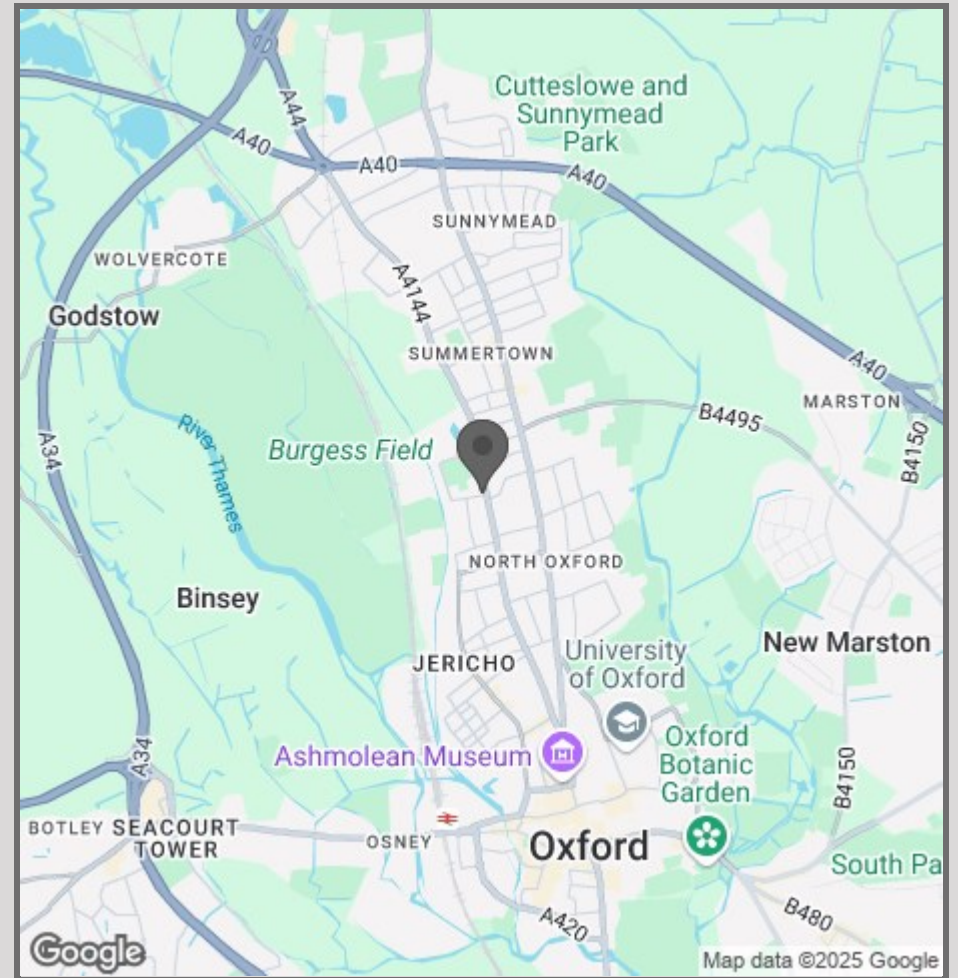 Cutteslowe and
Sunnymead
Park
A44
A40
A40
A40
SUNNYMEAD
WOLVERCOTE
A4144
Godstow
SUMMERTOWN
A40
MARSTON
B4495
B4150
A34
River Thames
Burgess Field
NORTH OXFORD
Binsey
New Marston
JERICHO
University
of Oxford
A34
Ashmolean Museum
Oxford
Botanic
Garden
B4150
BOTLEY
SEACOURT
TOWER
OSNEY
Oxford
South Pa
A420
B480
Google
Map data ©2025 Google